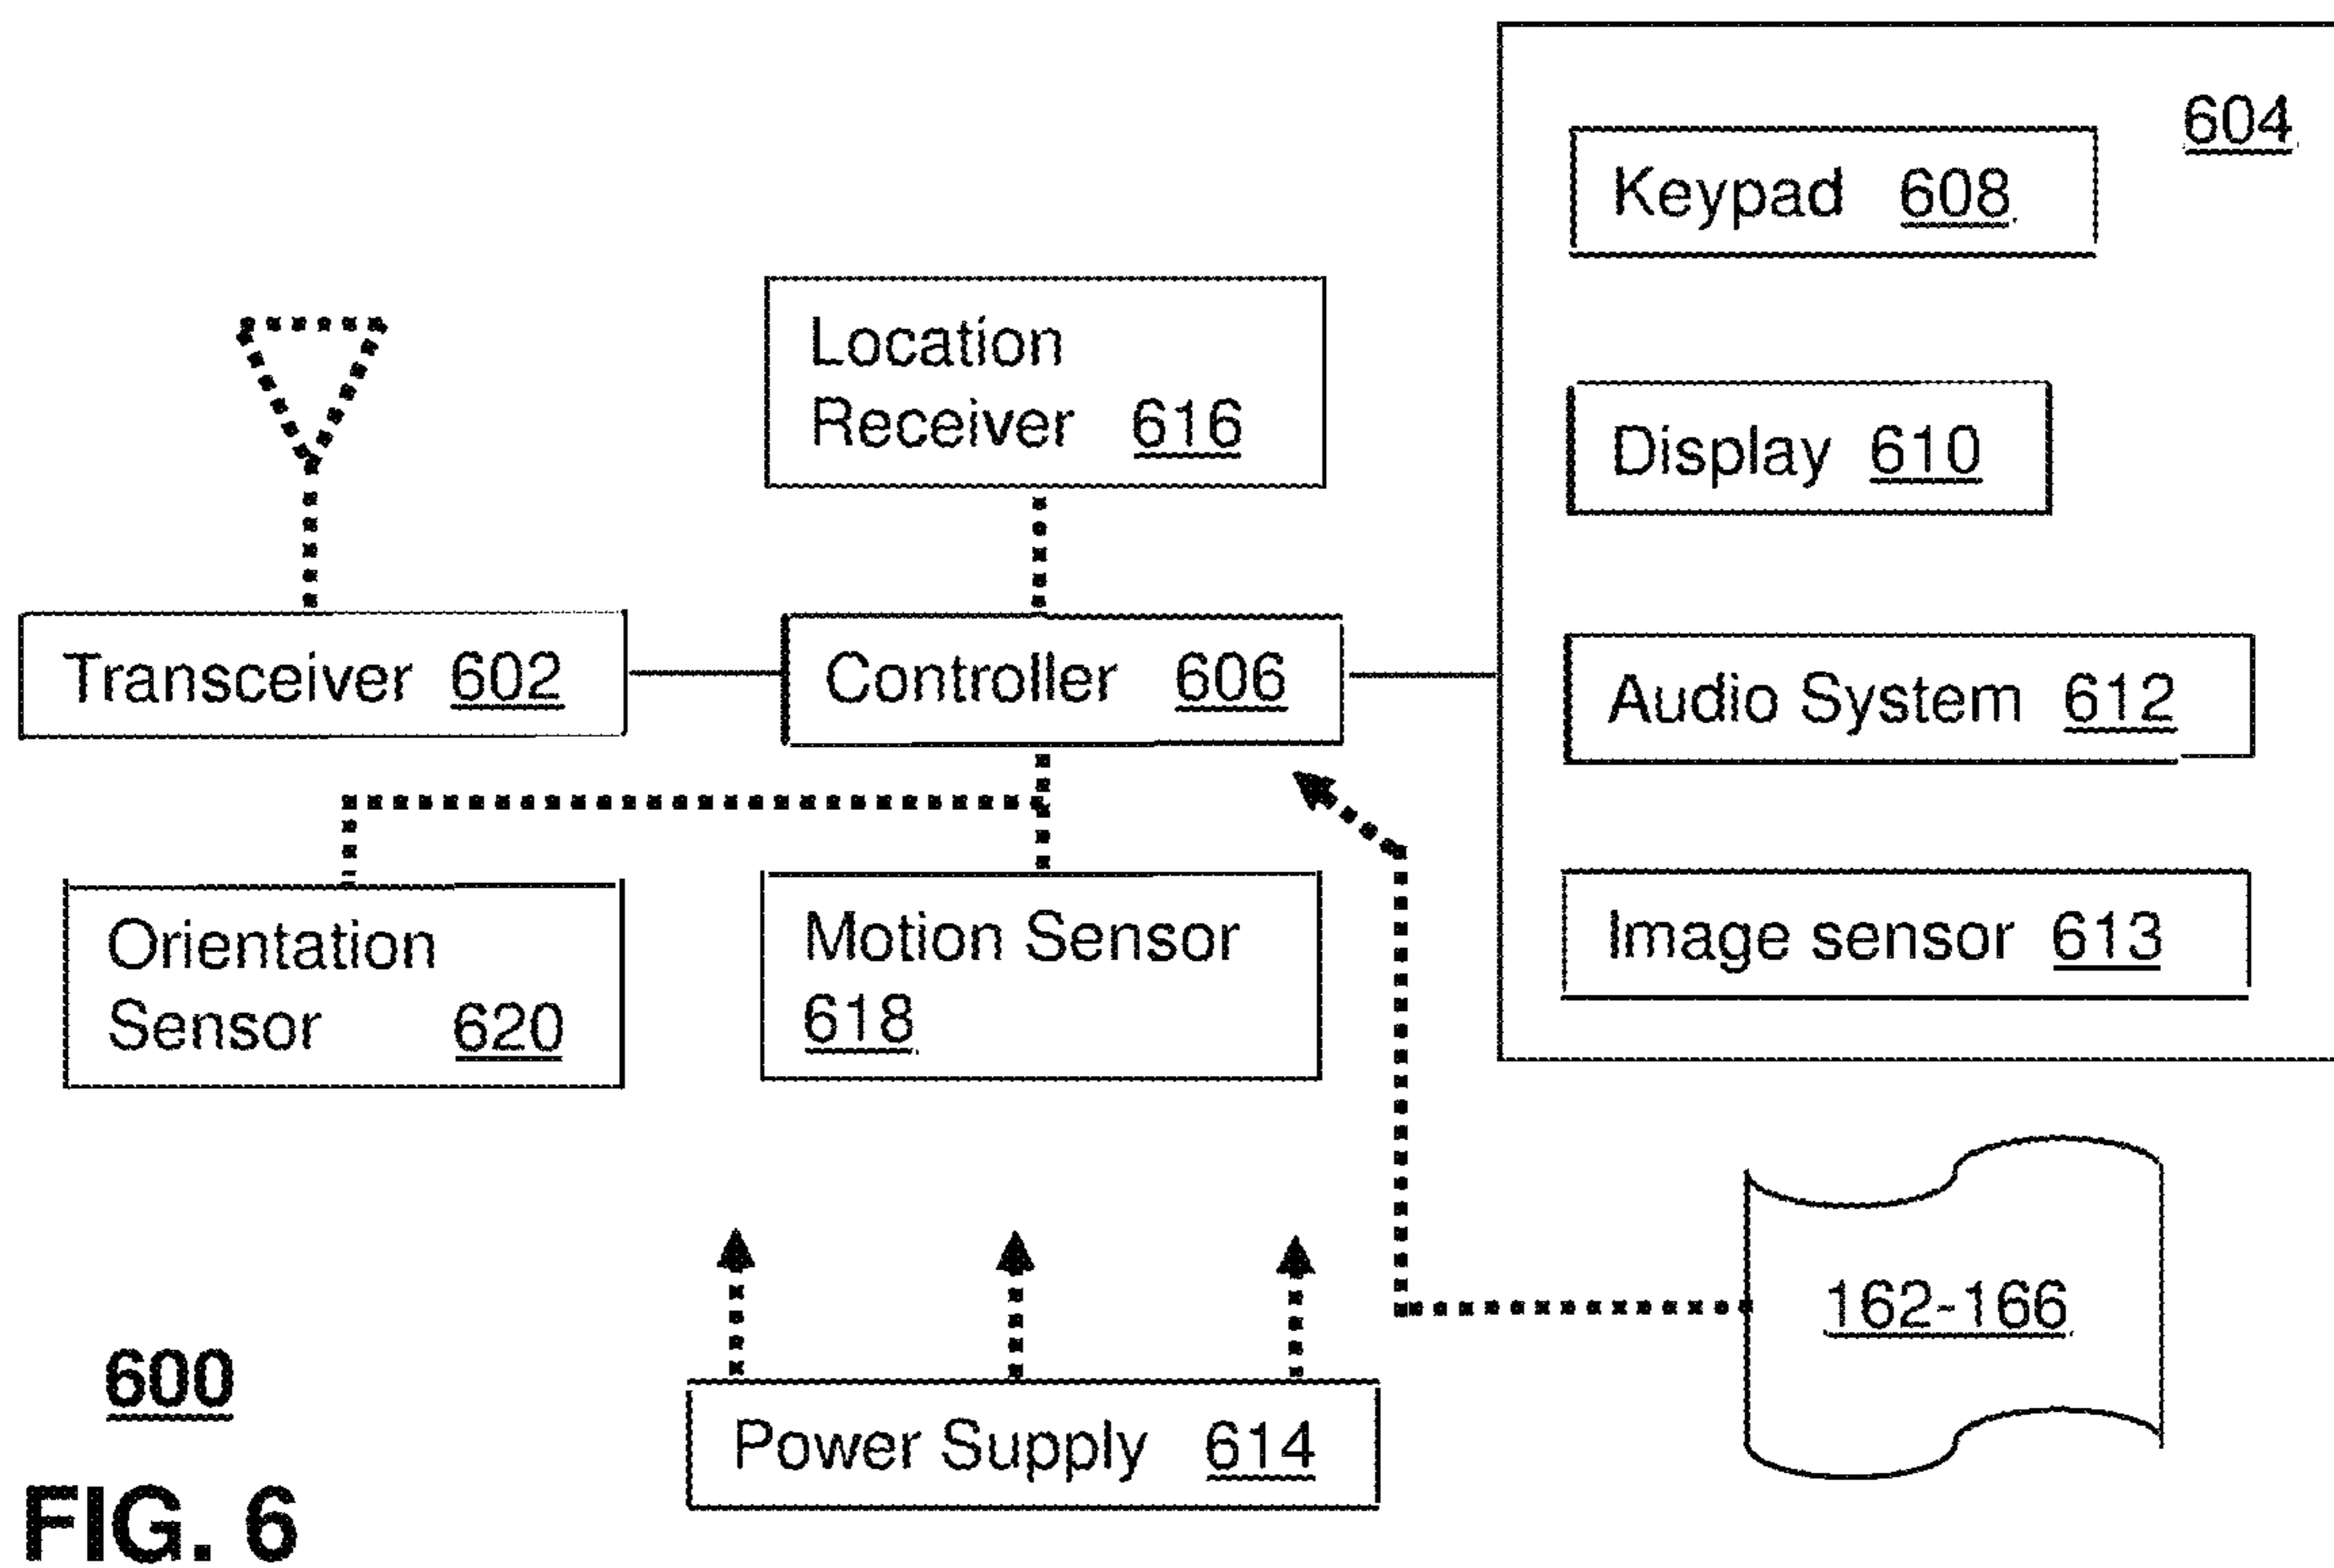 604
Keypad 608
Location
Receiver 616
Display 610
Transceiver 602
Controller 606
Audio System 612
Orientation
Sensor 620
Motion Sensor
618
Image sensor 613
162-166
600
Power Supply 614
FIG. 6